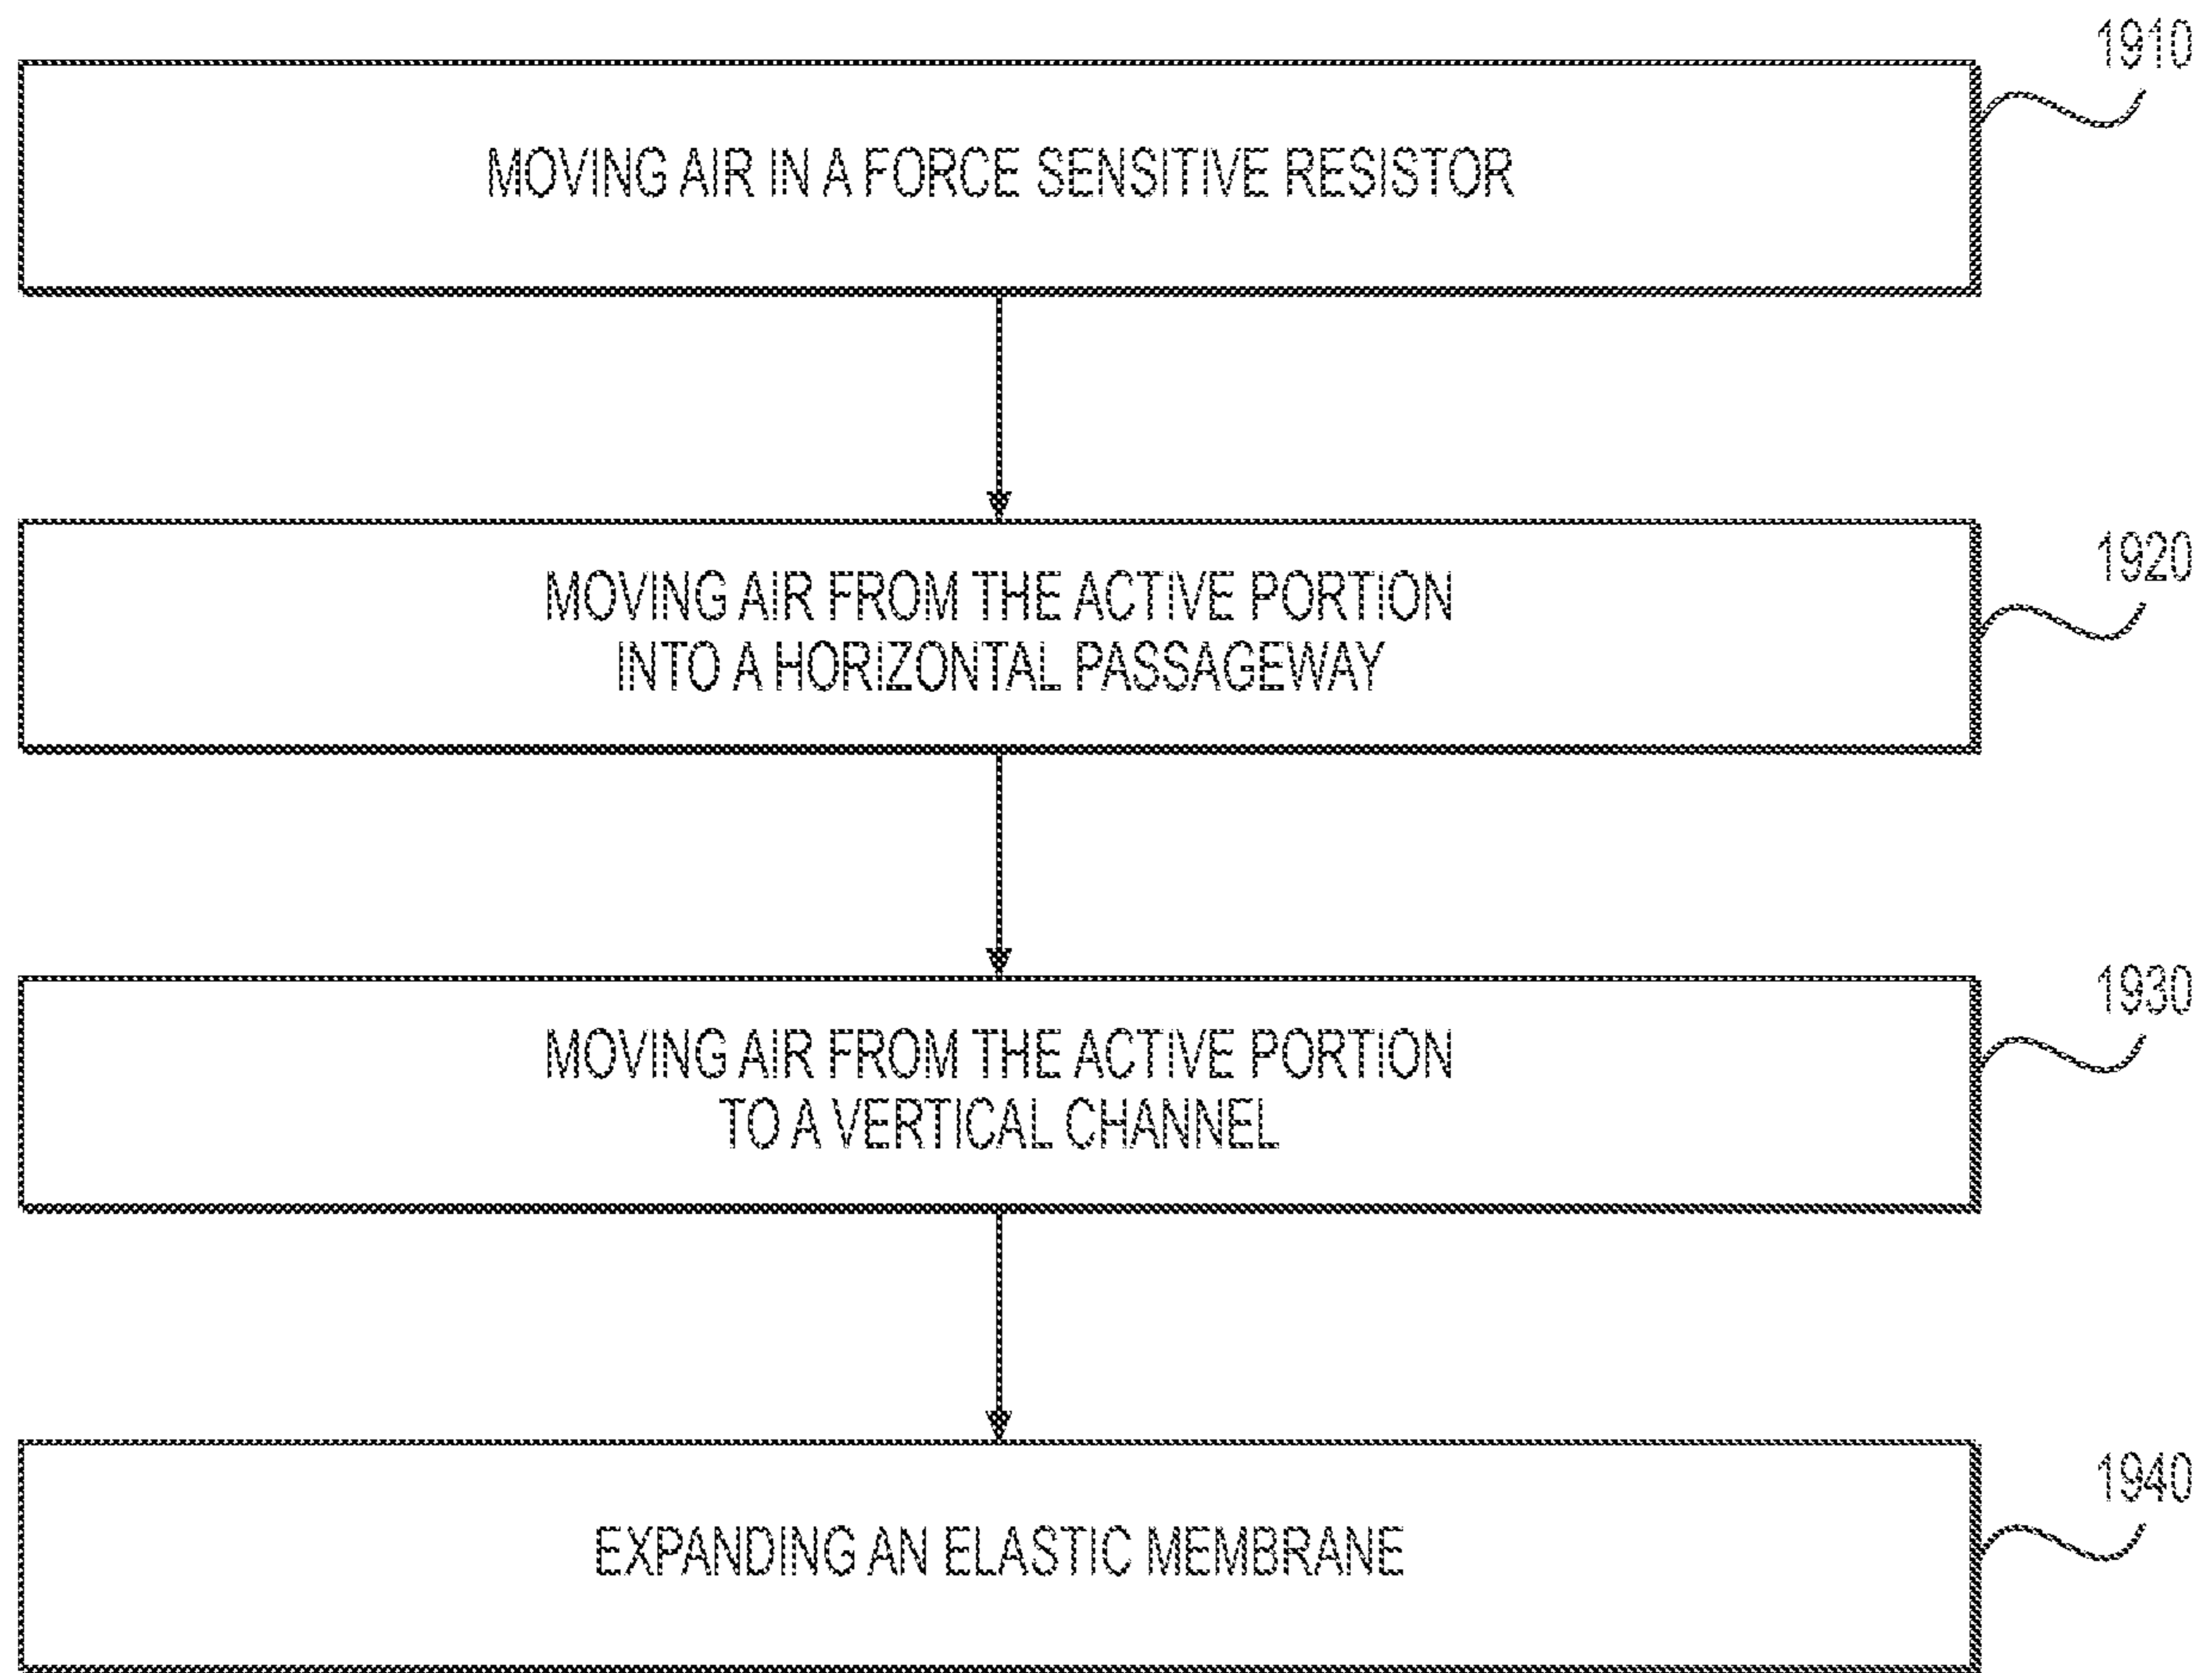 1910
MOVING AIR IN A FORCE SENSITIVE RESISTOR
1920
MOVING AIR FROM THE ACTIVE PORTION
INTO A HORIZONTAL PASSAGEWAY
1930
MOVING AIR FROM THE ACTIVE PORTION
TO A VERTICAL CHANNEL
1940
EXPANDING AN ELASTIC MEMBRANE